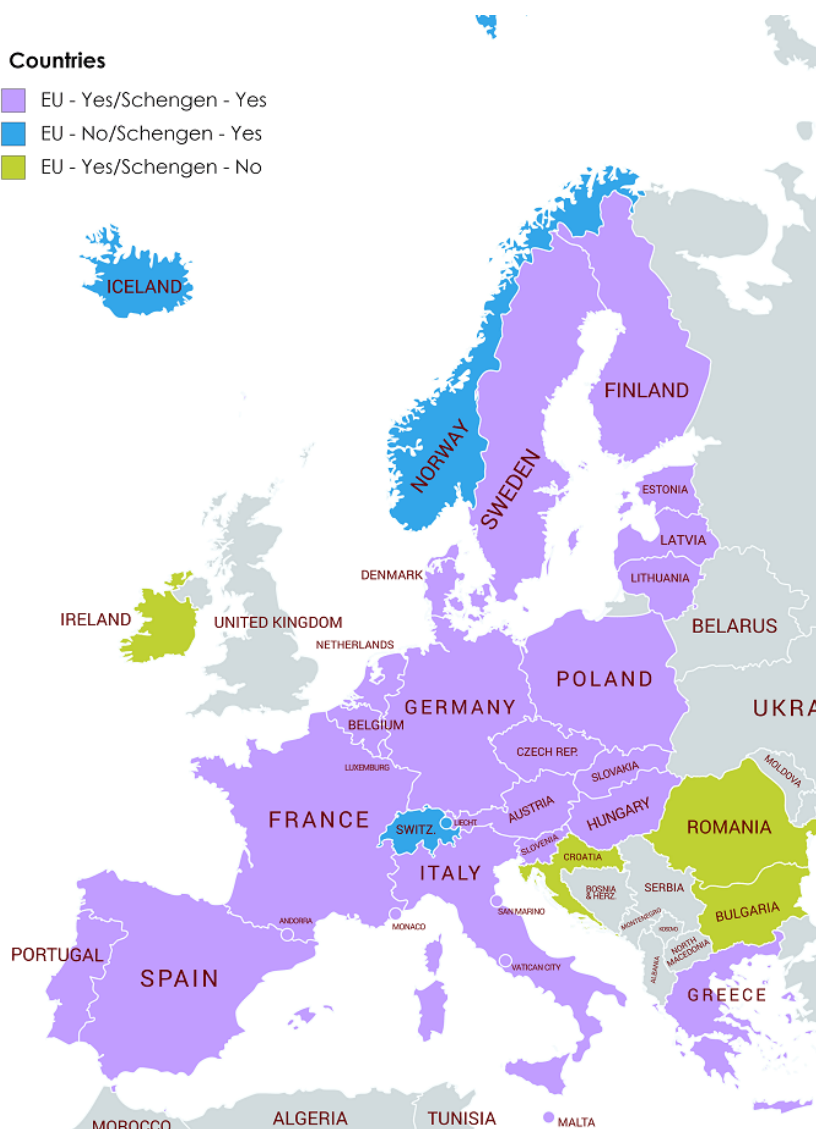 Countries
EU - Yes/Schengen - Yes
EU - No/Schengen - Yes
EU - Yes/Schengen - No
ICELAND
FINLAND
NORWAY
SWEDEN
ESTONIA
LATVIA
DENMARK
LITHUANIA
IRELAND
UNITED KINGDOM
BELARUS
NETHERLANDS
POLAND
GERMANY
UKRA
BELGIUM
CZECH REP.
LUXEMBURG
SLOVAKIA
MOLDOVA
AUSTRIA
HUNGARY
FRANCE
SWITZ.
LIECHT.
ROMANIA
SLOVENIA
CROATIA
ITALY
BOSNIA
& HERZ.
SERBIA
SAN MARINO
BULGARIA
ANDORRA
MONACO
MONTENEGRO
KOSOVO
PORTUGAL
NORTH
MACEDONIA
VATICAN CITY
ALBANIA
SPAIN
GREECE
MOROCCO
ALGERIA
TUNISIA
MALTA